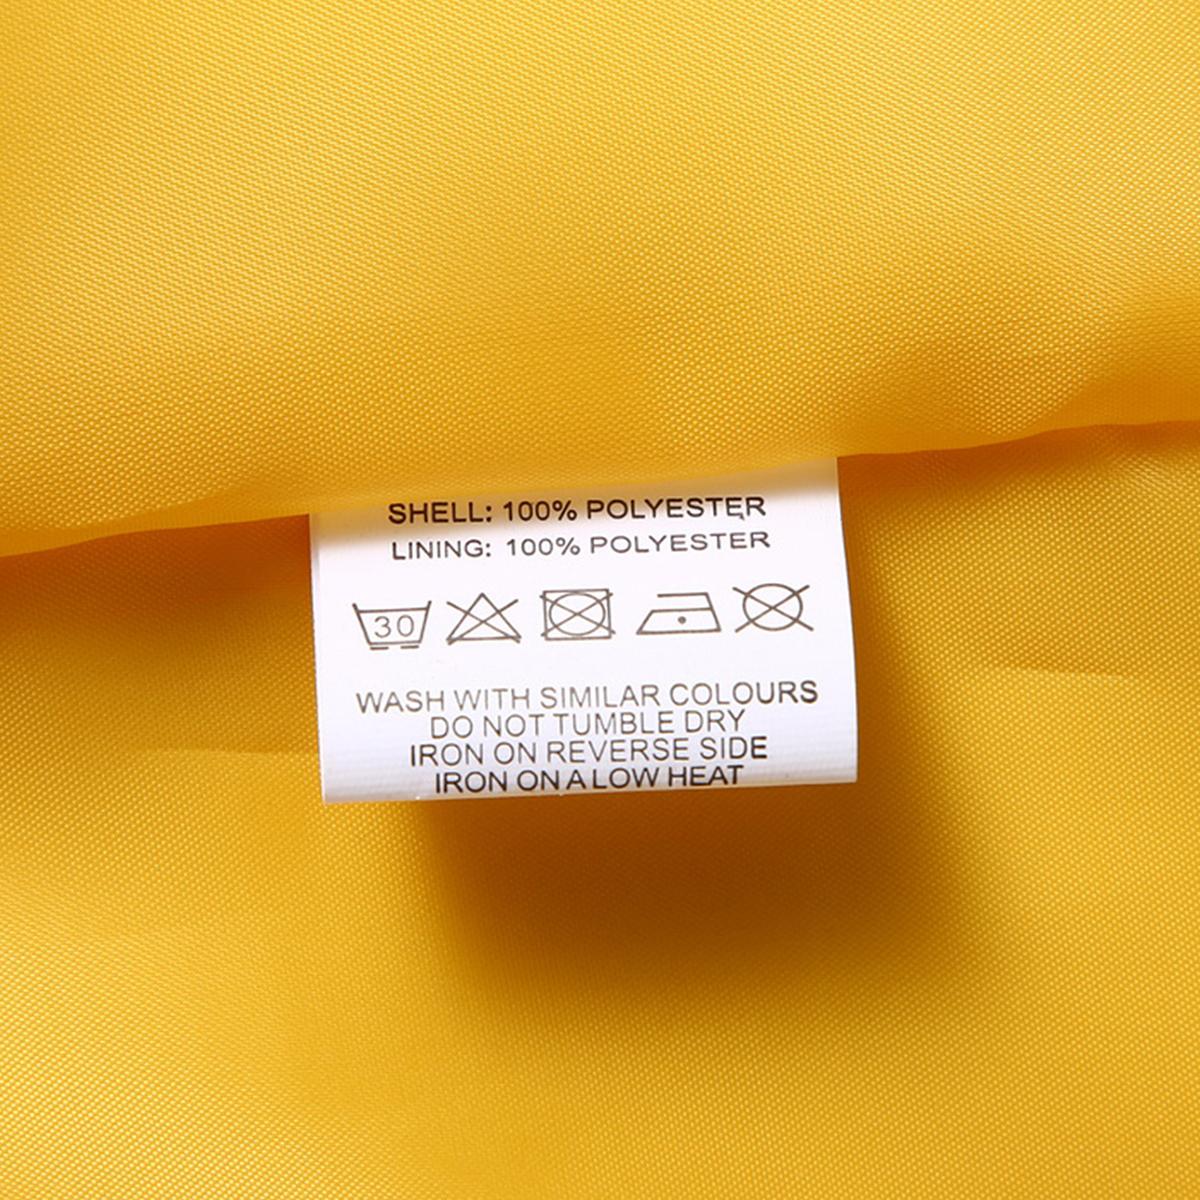 SHELL: 100% POLYESTER
LINING: 100% POLYESTER
30
WASH WITH SIMILAR COLOURS
DO NOT TUMBLE DRY
IRON ON REVERSE SIDE
IRON ON A LOW HEAT